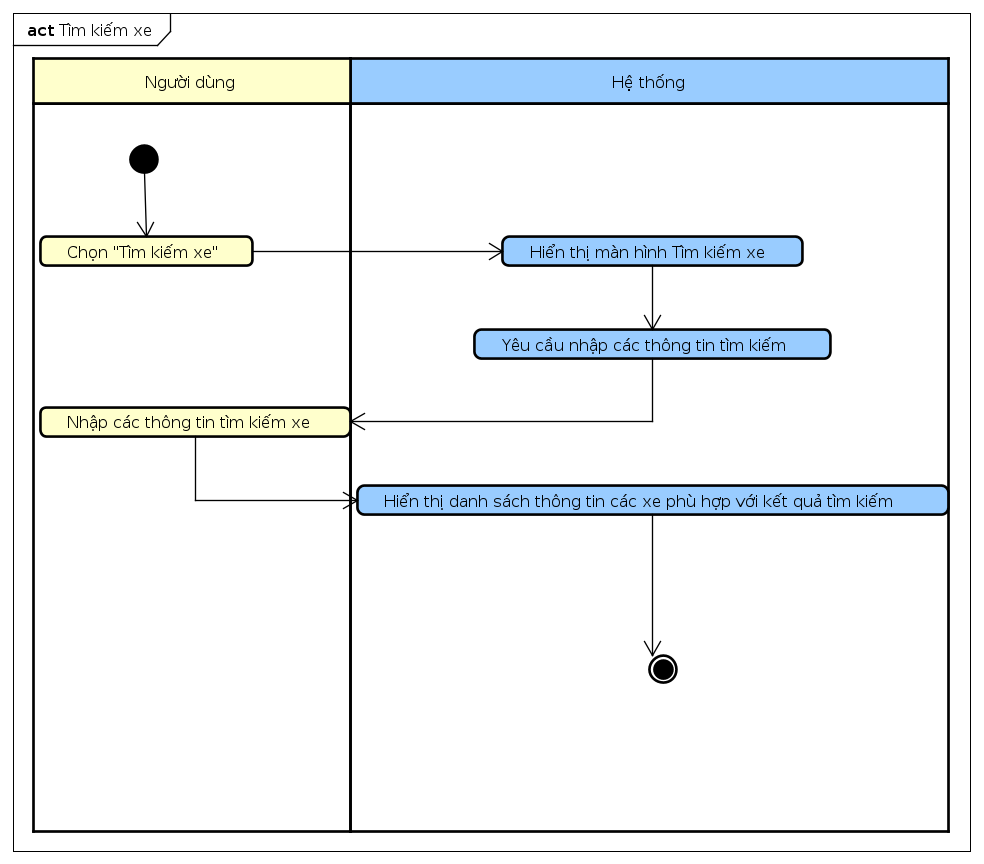 act Tìm kiếm xe
Người dùng
Hệ thống
Chọn "Tìm kiếm xe"
Hiển thị màn hình Tìm kiếm xe
Yêu cầu nhập các thông tin tìm kiếm
Nhập các thông tin tìm kiếm xe
Hiển thị danh sách thông tin các xe phù hợp với kết quả tìm kiếm